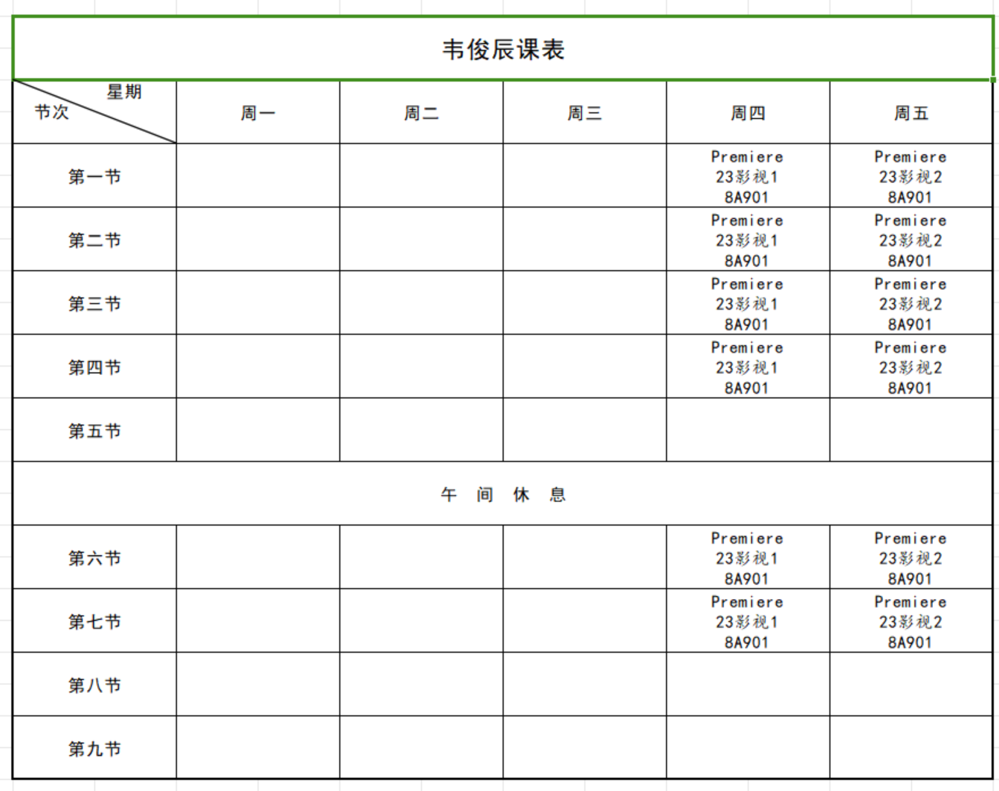 韦俊辰课表
星期
节次
周一 周二 周三 周四 周五
第一节
Premiere
23影视1
8A901
Premiere
23影视2
8A901
第二节
Premiere
23影视1
8A901
Premiere
23影视2
8A901
第三节
Premiere
23影视1
8A901
Premiere
23影视2
8A901
第四节
Premiere
23影视1
8A901
Premiere
23影视2
8A901
第五节
午 间 休 息
第六节
Premiere
23影视1
8A901
Premiere
23影视2
8A901
第七节
Premiere
23影视1
8A901
Premiere
23影视2
8A901
第八节
第九节